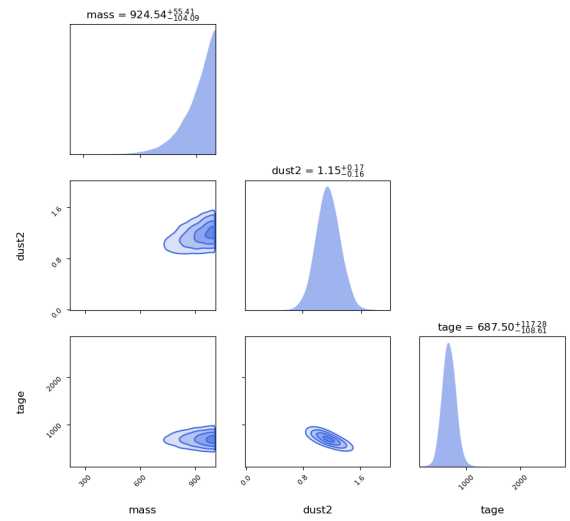 mass = 924.54+55.41−104.09
dust2 = 1.15+0.17−0.16
dust2
1.6
0.8
0.0
tage = 687.50+117.28−108.61
tage
2000
1000
300
600
900
0.0
0.8
1.6
1000
2000
mass
dust2
tage